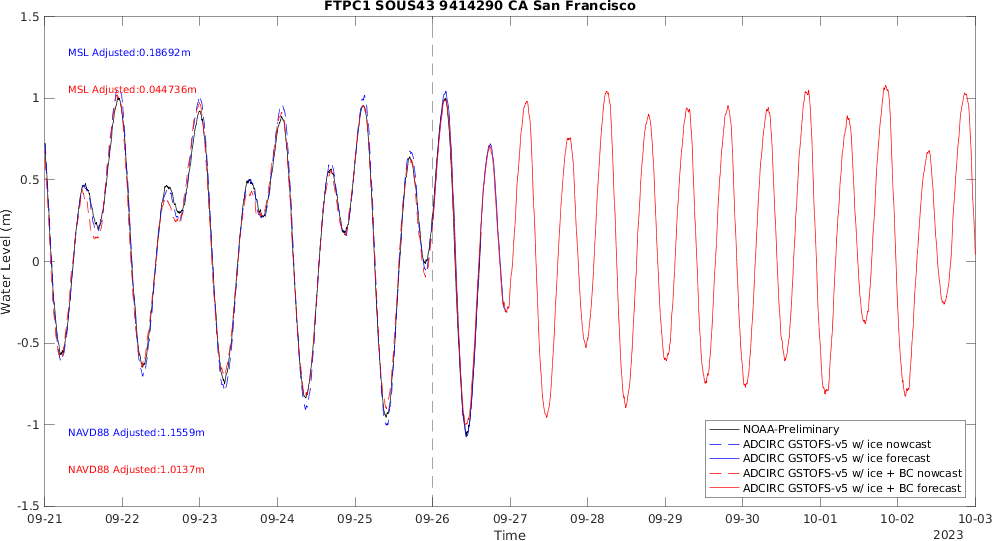 FTPC1 SOUS43 9414290 CA San Francisco
1.5
1
0.5
0
-0.5
-1
-1.5
Water Level (m)
MSL Adjusted:0.18692m
MSL Adjusted:0.044736m
NAVD88 Adjusted:1.1559m
NAVD88 Adjusted:1.0137m
NOAA-Preliminary
ADCIRC GSTOFS-v5 w/ ice nowcast
ADCIRC GSTOFS-v5 w/ ice forecast
ADCIRC GSTOFS-v5 w/ ice + BC nowcast
ADCIRC GSTOFS-v5 w/ ice + BC forecast
09-21 09-22 09-23 09-24 09-25 09-26 09-27 09-28 09-29 09-30 10-01 10-02 10-03
Time
2023